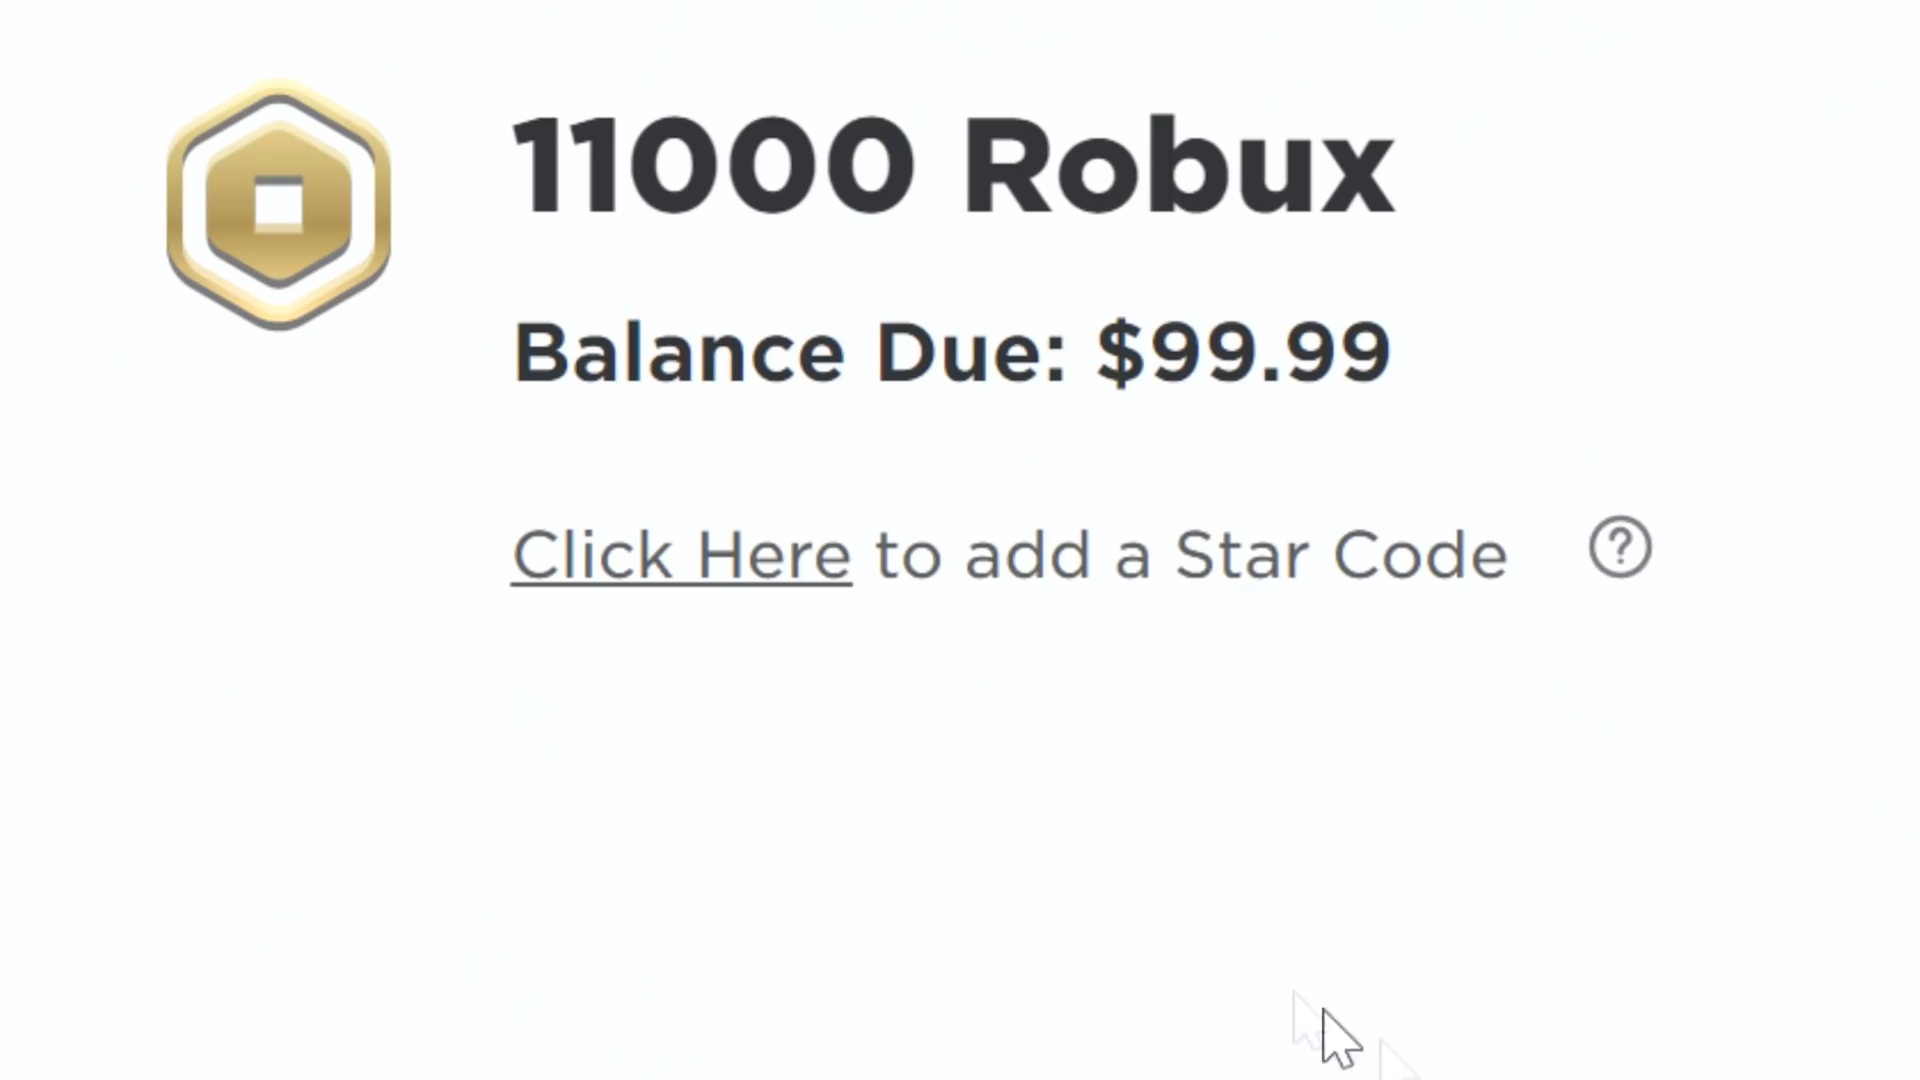 11000 Robux
Balance Due: $99.99
Click Here to add a Star Code ?